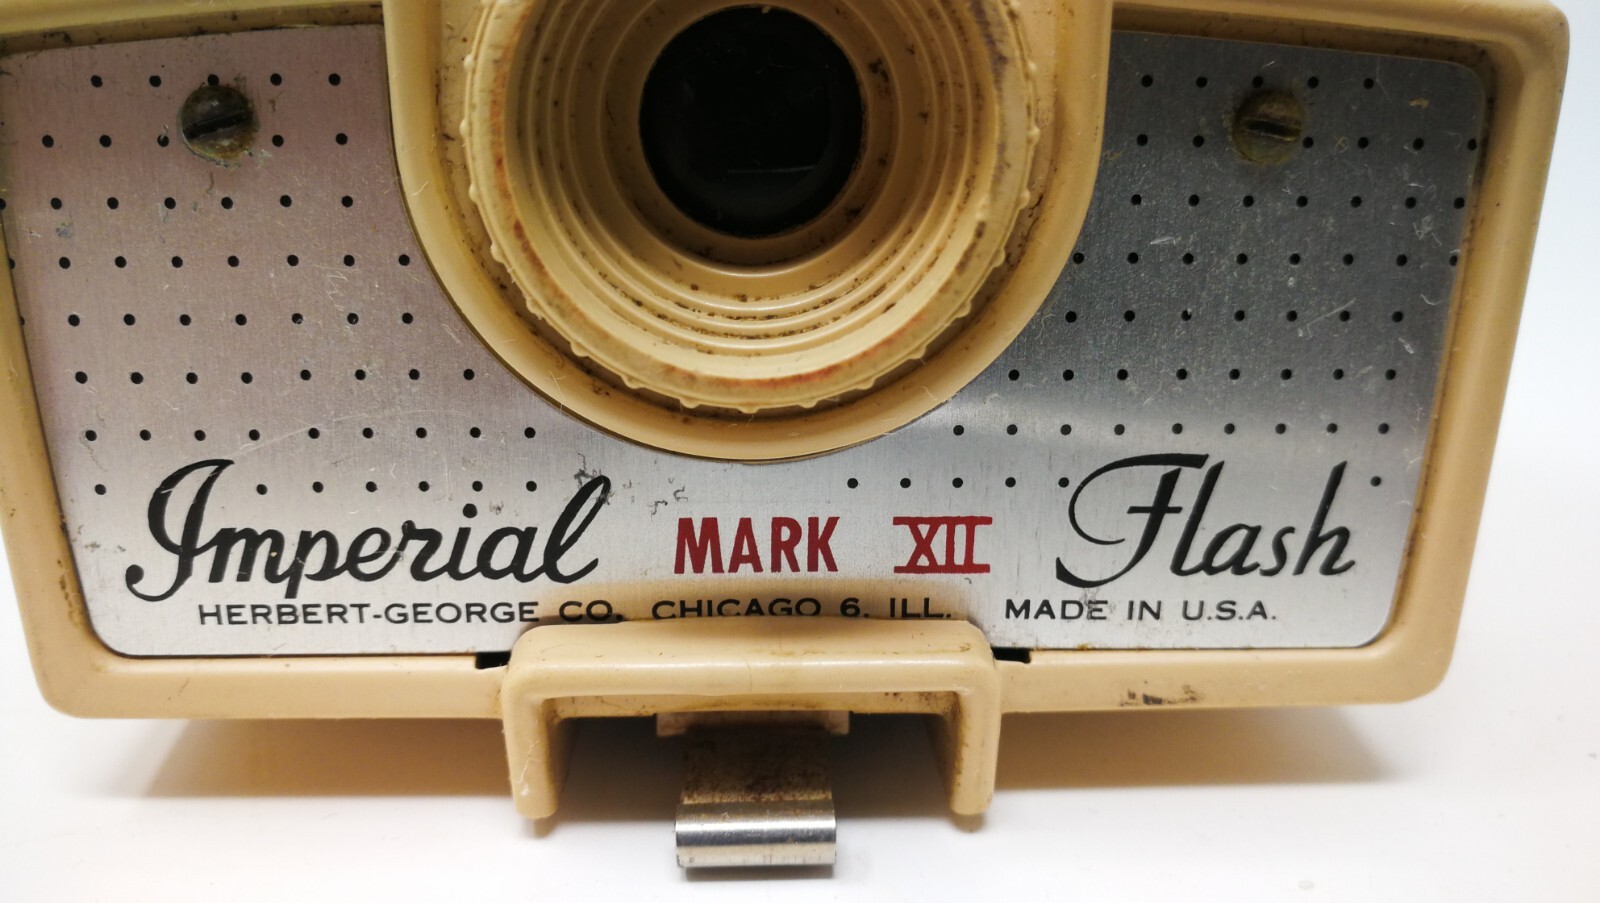 Imperial MARK XII Flash
HERBERT-GEORGE CO. CHICAGO 6, ILL. MADE IN U.S.A.